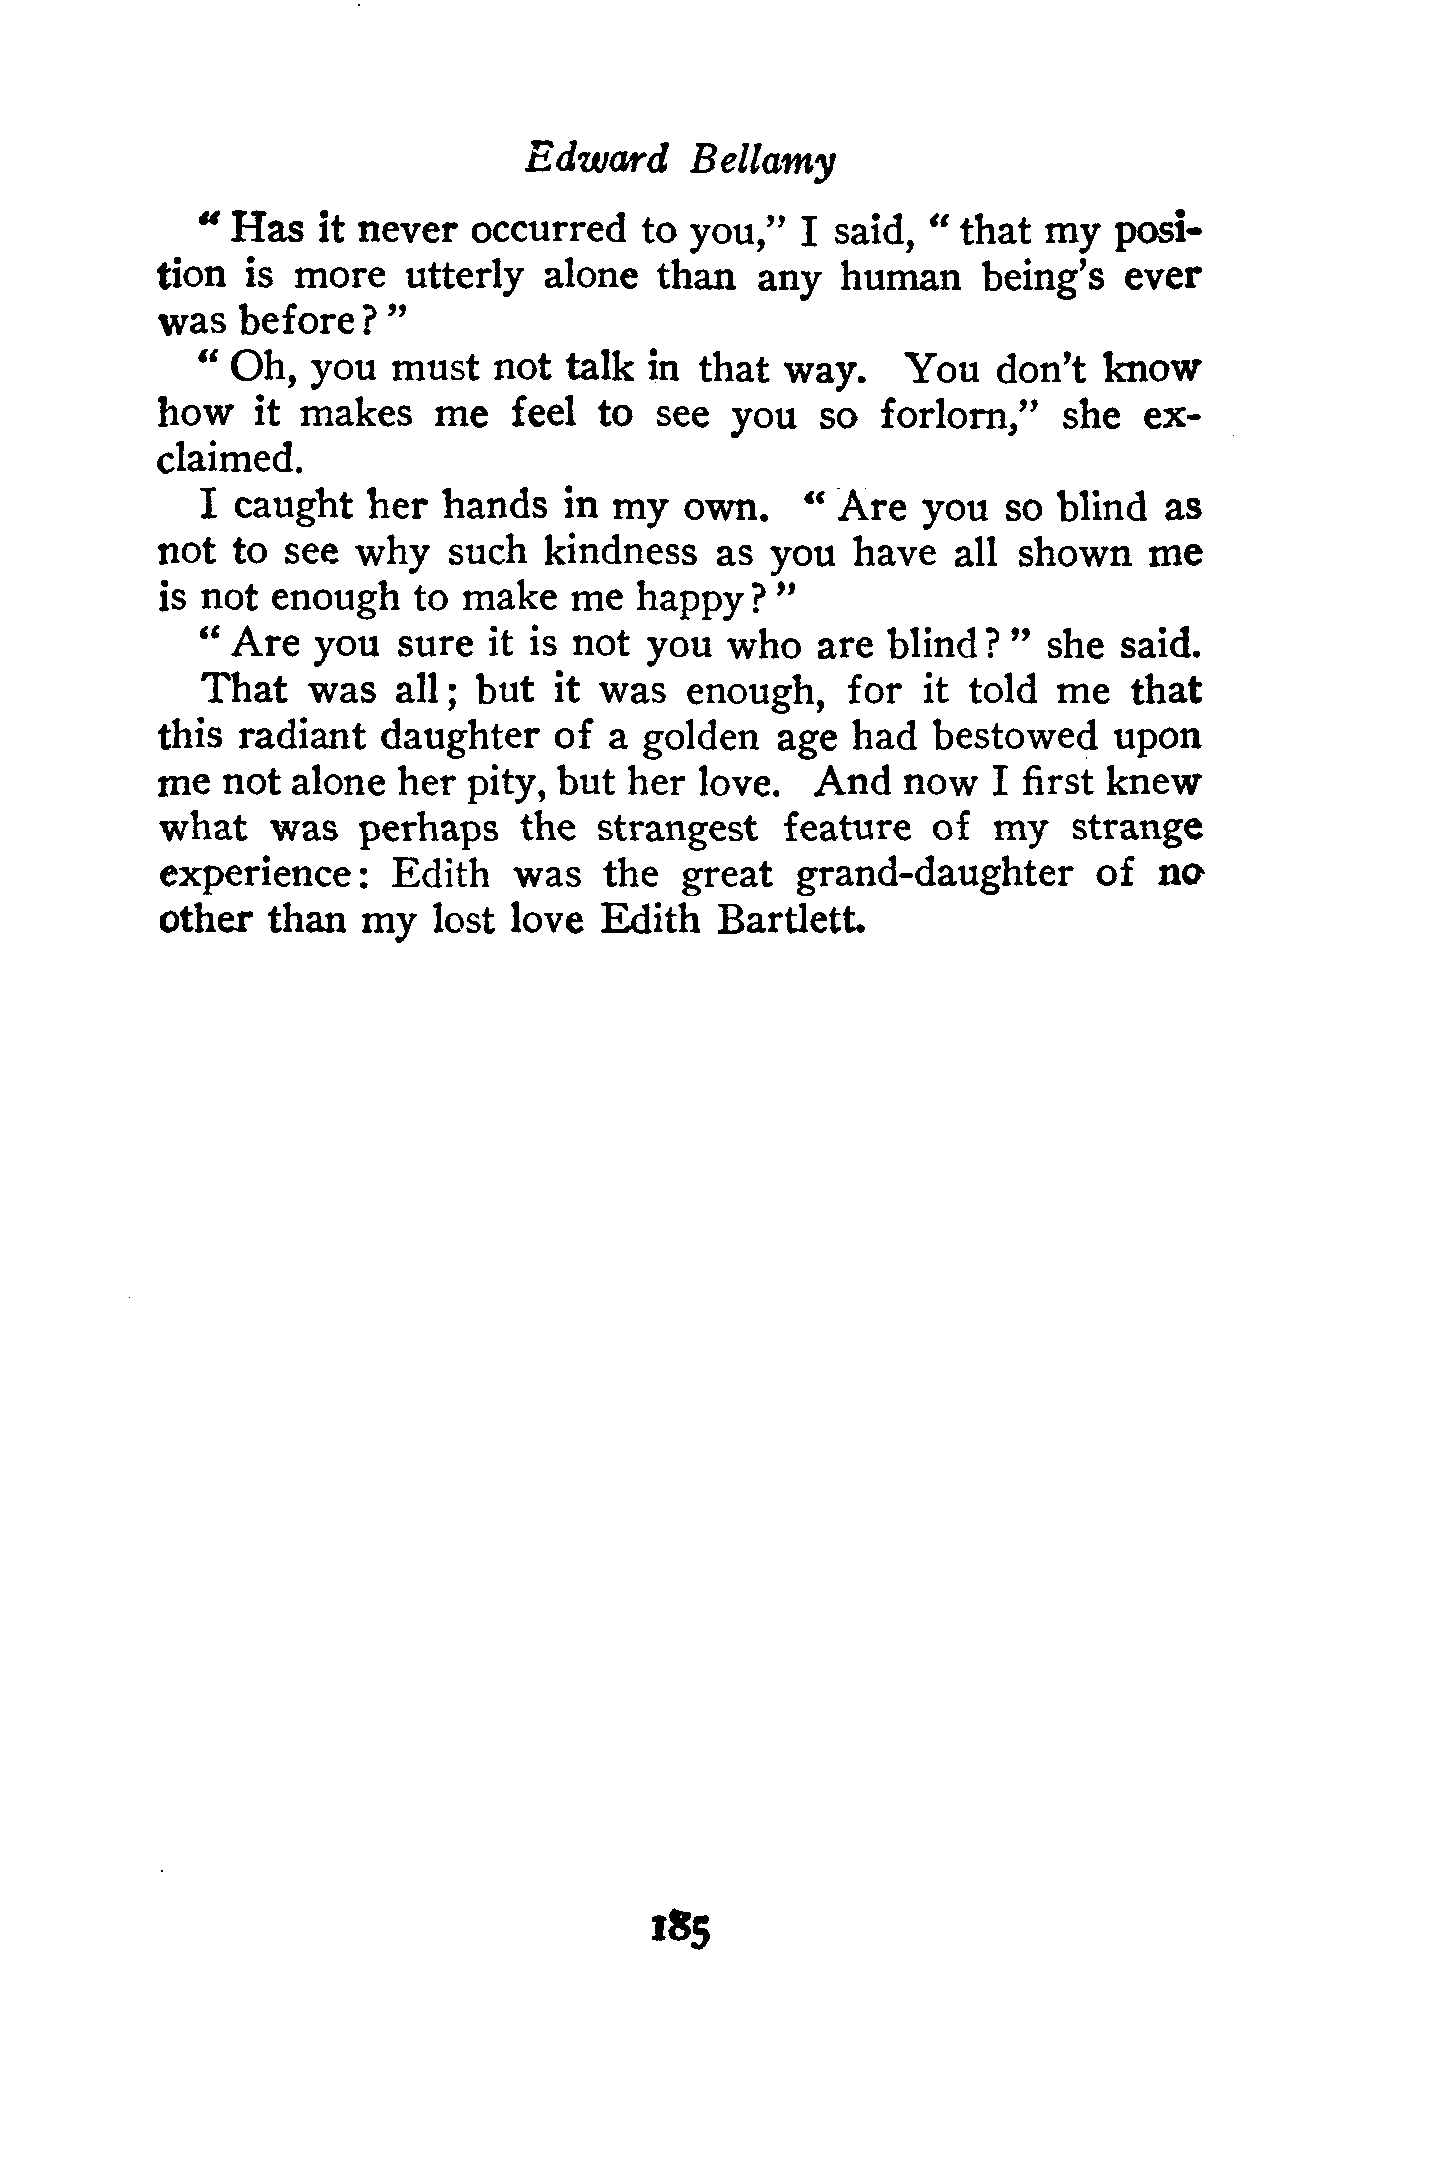 Edward Bellamy
“ Has it never occurred to you,” I said, “ that my posi-
tion is more utterly alone than any human being's ever
was before? ”
“ Oh, you must not talk in that way. You don't know
how it makes me feel to see you so forlorn,” she ex-
claimed.
I caught her hands in my own. “ Are you so blind as
not to see why such kindness as you have all shown me
is not enough to make me happy? ”
“ Are you sure it is not you who are blind? ” she said.
That was all; but it was enough, for it told me that
this radiant daughter of a golden age had bestowed upon
me not alone her pity, but her love. And now I first knew
what was perhaps the strangest feature of my strange
experience: Edith was the great grand-daughter of no
other than my lost love Edith Bartlett.
185